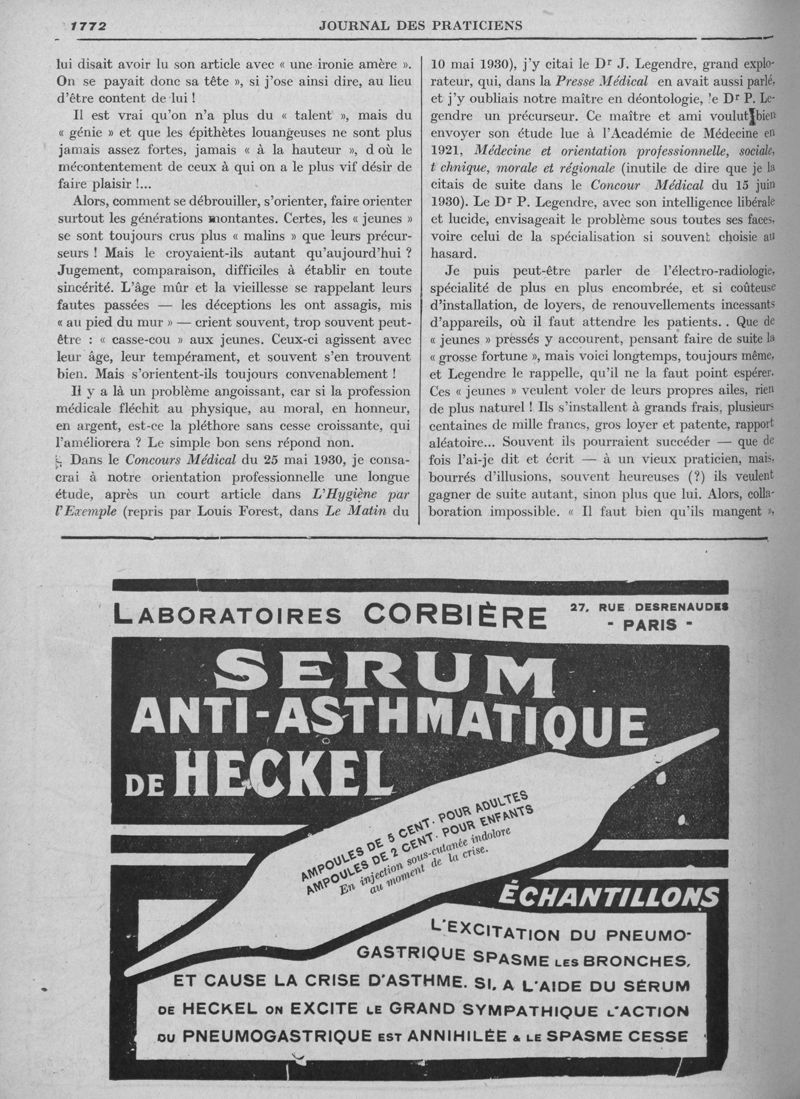 1772
JOURNAL DES PRATICIENS
lui disait avoir lu son article avec « une ironie amère ».
On se payait donc sa tête », si j'ose ainsi dire, au lieu
d'être content de lui !
Il est vrai qu'on n'a plus du « talent », mais du
« génie » et que les épithètes louangeuses ne sont plus
jamais assez fortes, jamais « à la hauteur », d où le
mécontentement de ceux à qui on a le plus vif désir de
faire plaisir !...
Alors, comment se débrouiller, s'orienter, faire orienter
surtout les générations montantes. Certes, les « jeunes »
se sont toujours crus plus « malins » que leurs précur-
seurs ! Mais le croyaient-ils autant qu'aujourd'hui ?
Jugement, comparaison, difficiles à établir en toute
sincérité. L'âge mûr et la vieillesse se rappelant leurs
fautes passées — les déceptions les ont assagis, mis
« au pied du mur » — crient souvent, trop souvent peut-
être : « casse-cou » aux jeunes. Ceux-ci agissent avec
leur âge, leur tempérament, et souvent s'en trouvent
bien. Mais s'orientent-ils toujours convenablement !
Il y a là un problème angoissant, car si la profession
médicale fléchit au physique, au moral, en honneur,
en argent, est-ce la pléthore sans cesse croissante, qui
l'améliorera ? Le simple bon sens répond non.
Dans le Concours Médical du 25 mai 1930, je consa-
crai à notre orientation professionnelle une longue
étude, après un court article dans L'Hygiène par
l'Exemple (repris par Louis Forest, dans Le Matin du
10 mai 1930), j'y citai le Dr J. Legendre, grand explo-
rateur, qui, dans la Presse Médical en avait aussi parlé,
et j'y oubliais notre maître en déontologie, le Dr P. Le-
gendre un précurseur. Ce maître et ami voulut bien
envoyer son étude lue à l'Académie de Médecine en
1921, Médecine et orientation professionnelle, sociale,
t chnique, morale et régionale (inutile de dire que je la
citais de suite dans le Concour Médical du 15 juin
1930). Le Dr P. Legendre, avec son intelligence libérale
et lucide, envisageait le problème sous toutes ses faces,
voire celui de la spécialisation si souvent choisie au
hasard.
Je puis peut-être parler de l'électro-radiologie,
spécialité de plus en plus encombrée, et si coûteuse
d'installation, de loyers, de renouvellements incessants
d'appareils, où il faut attendre les patients. . Que de
« jeunes » pressés y accourent, pensant faire de suite la
« grosse fortune », mais voici longtemps, toujours même,
et Legendre le rappelle, qu'il ne la faut point espérer.
Ces « jeunes » veulent voler de leurs propres ailes, rien
de plus naturel ! Ils s'installent à grands frais, plusieurs
centaines de mille francs, gros loyer et patente, rapport
aléatoire... Souvent ils pourraient succéder — que de
fois l'ai-je dit et écrit — à un vieux praticien, mais,
bourrés d'illusions, souvent heureuses (?) ils veulent
gagner de suite autant, sinon plus que lui. Alors, colla-
boration impossible. « Il faut bien qu'ils mangent »,
LABORATOIRES CORBIÈRE
27, RUE DESRENAUDES
- PARIS -
SERUM
ANTI-ASTHMATIQUE
DE HECKEL
AMPOULES DE 5 CENT. POUR ADULTES
AMPOULES DE 2 CENT. POUR ENFANTS
En injection sous-cutanée indolore
au moment de la crise.
ÉCHANTILLONS
L'EXCITATION DU PNEUMO-
GASTRIQUE SPASME LES BRONCHES,
ET CAUSE LA CRISE D'ASTHME. SI, A L'AIDE DU SÉRUM
DE HECKEL ON EXCITE LE GRAND SYMPATHIQUE L'ACTION
DU PNEUMOGASTRIQUE EST ANNIHILÉE & LE SPASME CESSE